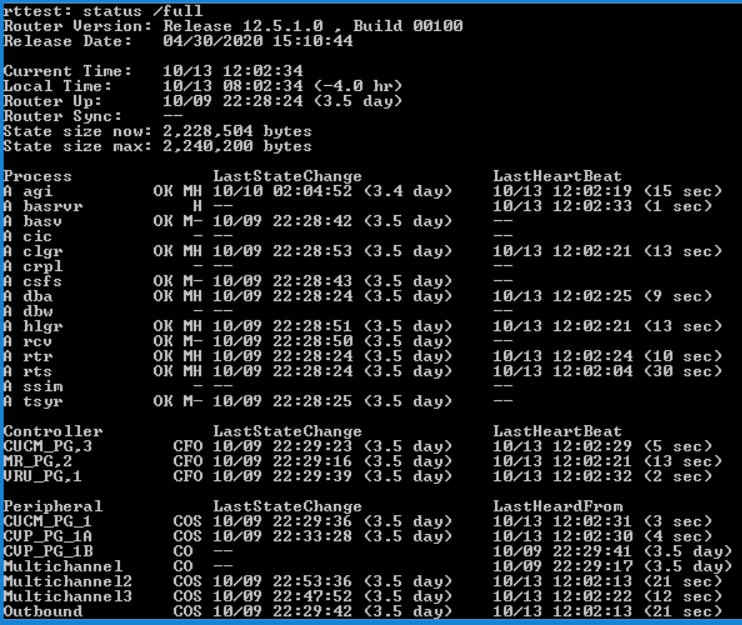 rttest: status /full
Router Version: Release 12.5.1.0 , Build 00100
Release Date:   04/30/2020 15:10:44

Current Time:   10/13 12:02:34
Local Time:     10/13 08:02:34 (-4.0 hr)
Router Up:      10/09 22:28:24 (3.5 day)
Router Sync:    --
State size now: 2,228,504 bytes
State size max: 2,240,200 bytes

Process              LastStateChange             LastHeartBeat
A agi          OK MH 10/10 02:04:52 (3.4 day)    10/13 12:02:19 (15 sec)
A basrvr           H --                          10/13 12:02:33 (1 sec)
A basv         OK M- 10/09 22:28:42 (3.5 day)    --
A cic              - --                          --
A clgr         OK MH 10/09 22:28:53 (3.5 day)    10/13 12:02:21 (13 sec)
A crpl             - --                          --
A csfs         OK M- 10/09 22:28:43 (3.5 day)    --
A dba          OK MH 10/09 22:28:24 (3.5 day)    10/13 12:02:25 (9 sec)
A dbw              - --                          --
A hlgr         OK MH 10/09 22:28:51 (3.5 day)    10/13 12:02:21 (13 sec)
A rcv          OK M- 10/09 22:28:50 (3.5 day)    --
A rtr          OK MH 10/09 22:28:24 (3.5 day)    10/13 12:02:24 (10 sec)
A rts          OK MH 10/09 22:28:24 (3.5 day)    10/13 12:02:04 (30 sec)
A ssim             - --                          --
A tsyr         OK M- 10/09 22:28:25 (3.5 day)    --

Controller           LastStateChange             LastHeartBeat
CUCM_PG,3        CFO 10/09 22:29:23 (3.5 day)    10/13 12:02:29 (5 sec)
MR_PG,2          CFO 10/09 22:29:16 (3.5 day)    10/13 12:02:21 (13 sec)
VRU_PG,1         CFO 10/09 22:29:39 (3.5 day)    10/13 12:02:32 (2 sec)

Peripheral           LastStateChange             LastHeardFrom
CUCM_PG_1        COS 10/09 22:29:36 (3.5 day)    10/13 12:02:31 (3 sec)
CVP_PG_1A        COS 10/09 22:33:28 (3.5 day)    10/13 12:02:30 (4 sec)
CVP_PG_1B        CO  --                          10/09 22:29:41 (3.5 day)
Multichannel     CO  --                          10/09 22:29:17 (3.5 day)
Multichannel2    COS 10/09 22:53:36 (3.5 day)    10/13 12:02:13 (21 sec)
Multichannel3    COS 10/09 22:47:52 (3.5 day)    10/13 12:02:22 (12 sec)
Outbound         COS 10/09 22:29:42 (3.5 day)    10/13 12:02:13 (21 sec)